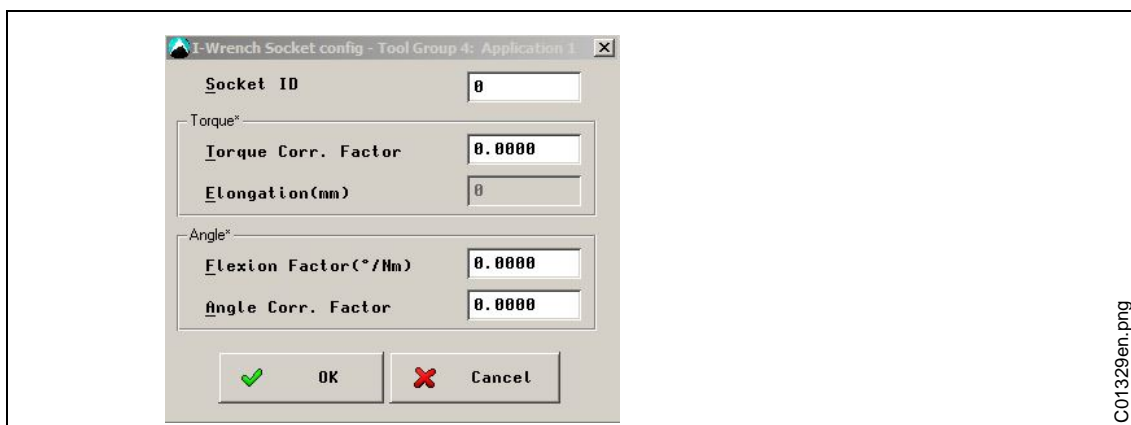 I-Wrench Socket config - Tool Group 4: Application 1
Socket ID 0
Torque*
Torque Corr. Factor 0.0000
Elongation(mm) 0
Angle*
Flexion Factor(°/Nm) 0.0000
Angle Corr. Factor 0.0000
OK Cancel
C01329en.png